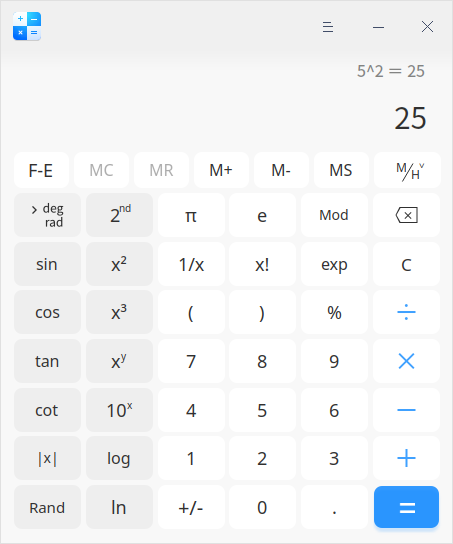 5^2 = 25
25
F-E MC MR M+ M- MS M/H˅
> deg rad 2ⁿᵈ π e Mod
sin x² 1/x x! exp C
cos x³ ( ) % ÷
tan xʸ 7 8 9 ×
cot 10ˣ 4 5 6 −
|x| log 1 2 3 +
Rand ln +/- 0 . =